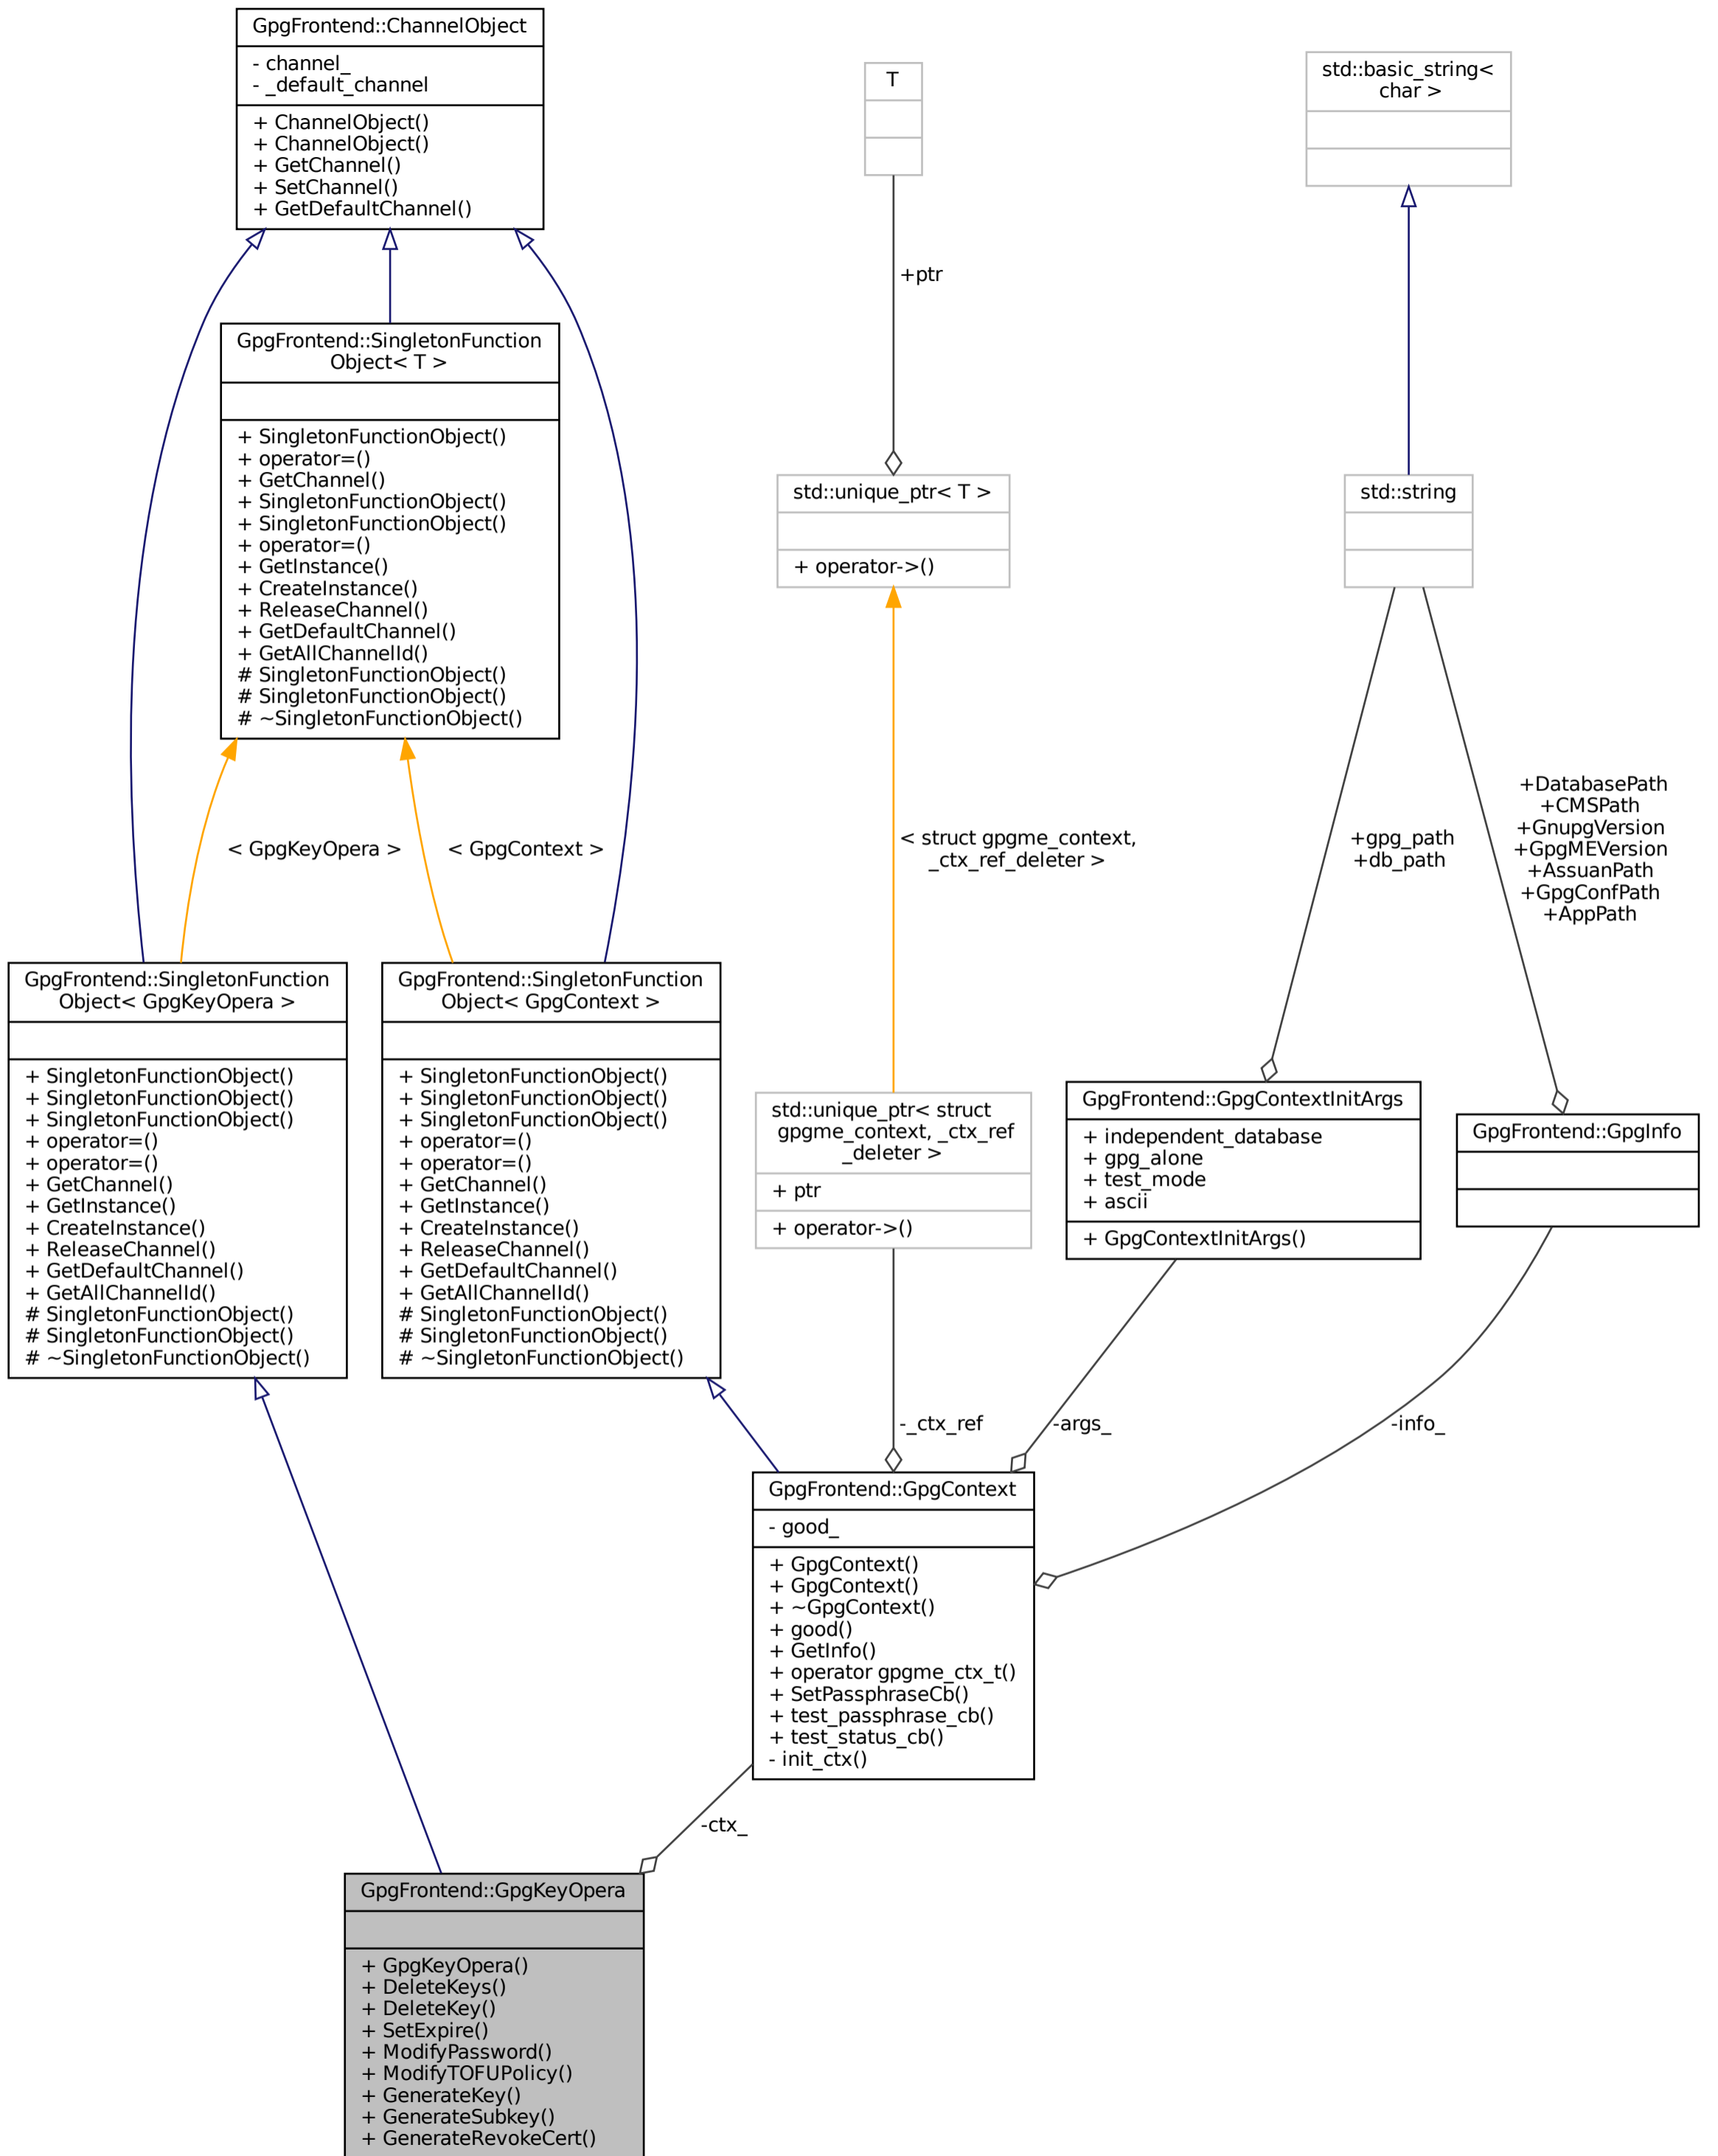 GpgFrontend::ChannelObject
- channel_
- _default_channel
+ ChannelObject()
+ ChannelObject()
+ GetChannel()
+ SetChannel()
+ GetDefaultChannel()
T
std::basic_string<
char >
+ptr
GpgFrontend::SingletonFunction
Object< T >
+ SingletonFunctionObject()
+ operator=()
+ GetChannel()
+ SingletonFunctionObject()
+ SingletonFunctionObject()
+ operator=()
+ GetInstance()
+ CreateInstance()
+ ReleaseChannel()
+ GetDefaultChannel()
+ GetAllChannelId()
# SingletonFunctionObject()
# SingletonFunctionObject()
# ~SingletonFunctionObject()
std::unique_ptr< T >
+ operator->()
std::string
< GpgKeyOpera >
< GpgContext >
< struct gpgme_context,
_ctx_ref_deleter >
+gpg_path
+db_path
+DatabasePath
+CMSPath
+GnupgVersion
+GpgMEVersion
+AssuanPath
+GpgConfPath
+AppPath
GpgFrontend::SingletonFunction
Object< GpgKeyOpera >
+ SingletonFunctionObject()
+ SingletonFunctionObject()
+ SingletonFunctionObject()
+ operator=()
+ operator=()
+ GetChannel()
+ GetInstance()
+ CreateInstance()
+ ReleaseChannel()
+ GetDefaultChannel()
+ GetAllChannelId()
# SingletonFunctionObject()
# SingletonFunctionObject()
# ~SingletonFunctionObject()
GpgFrontend::SingletonFunction
Object< GpgContext >
+ SingletonFunctionObject()
+ SingletonFunctionObject()
+ SingletonFunctionObject()
+ operator=()
+ operator=()
+ GetChannel()
+ GetInstance()
+ CreateInstance()
+ ReleaseChannel()
+ GetDefaultChannel()
+ GetAllChannelId()
# SingletonFunctionObject()
# SingletonFunctionObject()
# ~SingletonFunctionObject()
std::unique_ptr< struct
gpgme_context, _ctx_ref
_deleter >
+ ptr
+ operator->()
GpgFrontend::GpgContextInitArgs
+ independent_database
+ gpg_alone
+ test_mode
+ ascii
+ GpgContextInitArgs()
GpgFrontend::GpgInfo
-_ctx_ref
-args_
-info_
GpgFrontend::GpgContext
- good_
+ GpgContext()
+ GpgContext()
+ ~GpgContext()
+ good()
+ GetInfo()
+ operator gpgme_ctx_t()
+ SetPassphraseCb()
+ test_passphrase_cb()
+ test_status_cb()
- init_ctx()
-ctx_
GpgFrontend::GpgKeyOpera
+ GpgKeyOpera()
+ DeleteKeys()
+ DeleteKey()
+ SetExpire()
+ ModifyPassword()
+ ModifyTOFUPolicy()
+ GenerateKey()
+ GenerateSubkey()
+ GenerateRevokeCert()